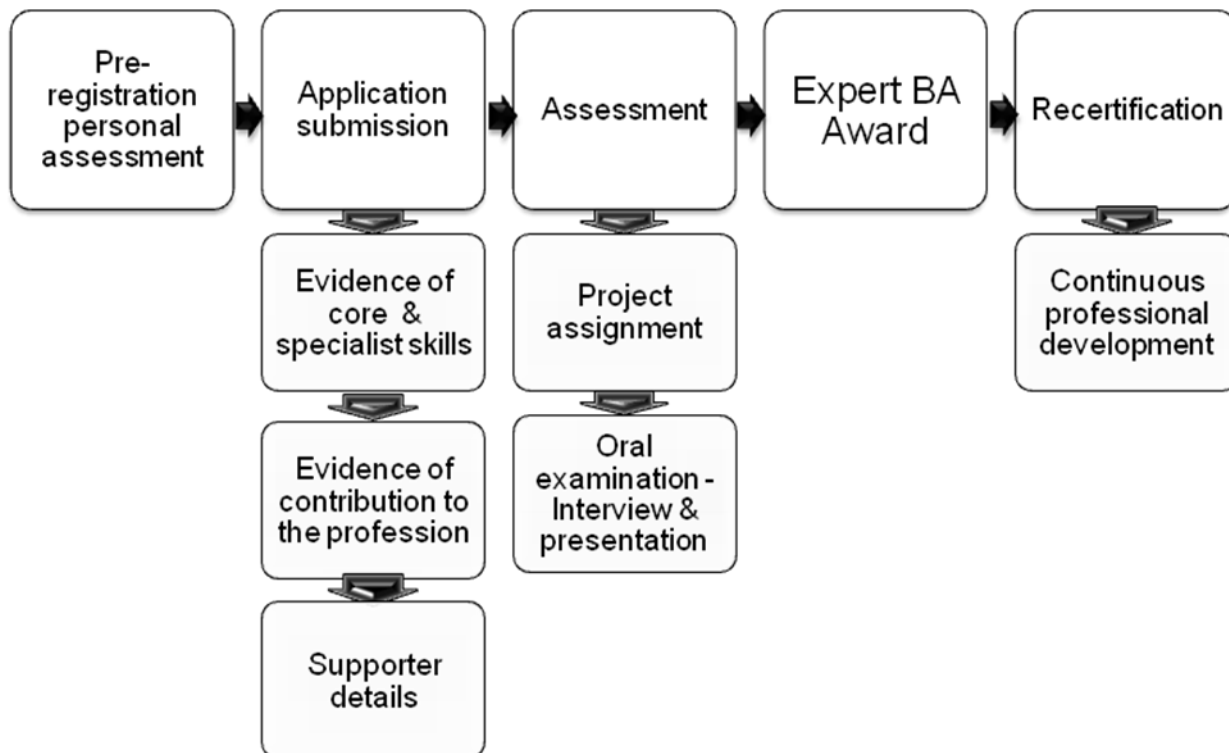 Pre-
registration
personal
assessment
Application
submission
Assessment
Expert BA
Award
Recertification
Evidence of
core & 
specialist skills
Project
assignment
Continuous
professional
development
Evidence of
contribution to
the profession
Oral
examination -
Interview &
presentation
Supporter
details